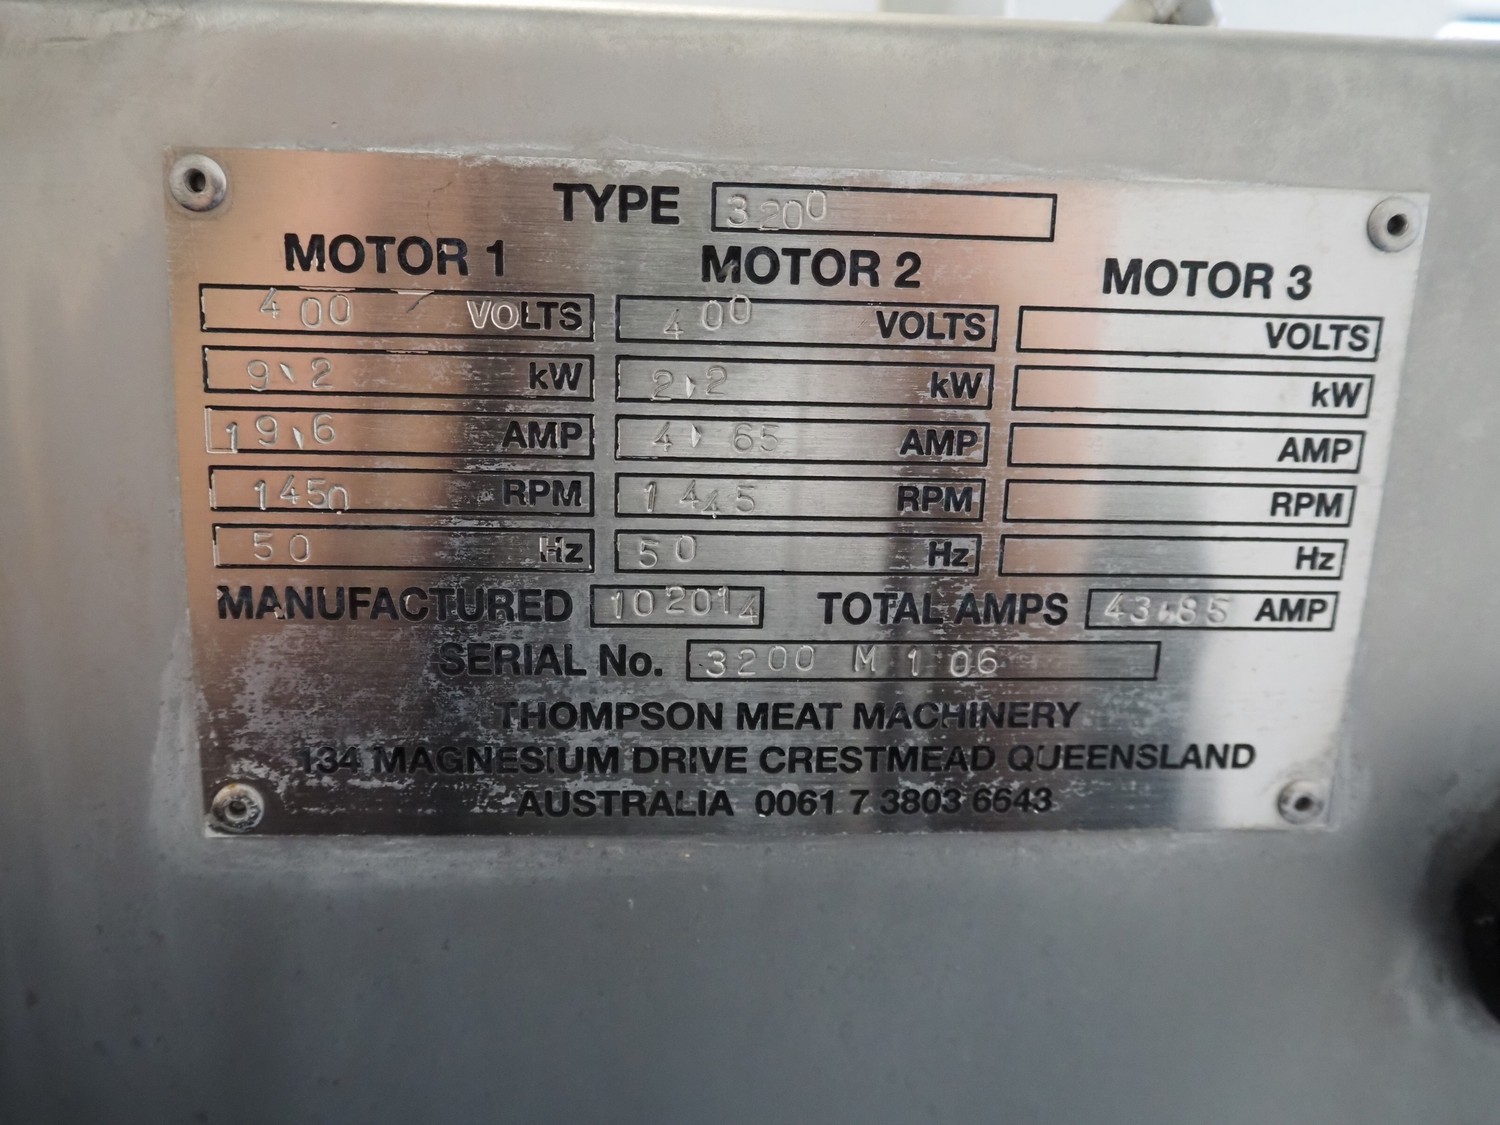 TYPE 3200
MOTOR 1 MOTOR 2 MOTOR 3
400 VOLTS 400 VOLTS VOLTS
9,2 kW 2,2 kW kW
19,6 AMP 4,65 AMP AMP
1450 RPM 1445 RPM RPM
50 Hz 50 Hz Hz
MANUFACTURED 102014 TOTAL AMPS 43,85 AMP
SERIAL No. 3200 M 106
THOMPSON MEAT MACHINERY
134 MAGNESIUM DRIVE CRESTMEAD QUEENSLAND
AUSTRALIA 0061 7 3803 6643